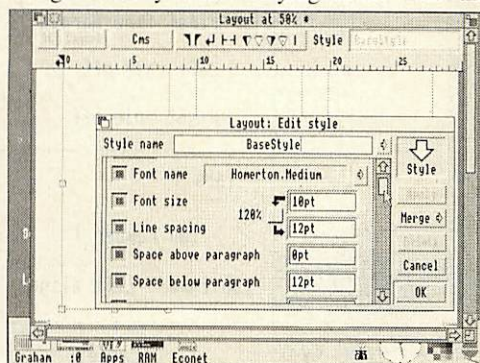 Layout at 50% *
Cms Style BaseStyle
0 5 10 15 20 25
Layout: Edit style
Style name BaseStyle
Font name Homerton.Medium
Font size 10pt
120%
Line spacing 12pt
Space above paragraph 0pt
Space below paragraph 12pt
Style
Merge
Cancel
OK
Graham :0 Apps RAM Econet